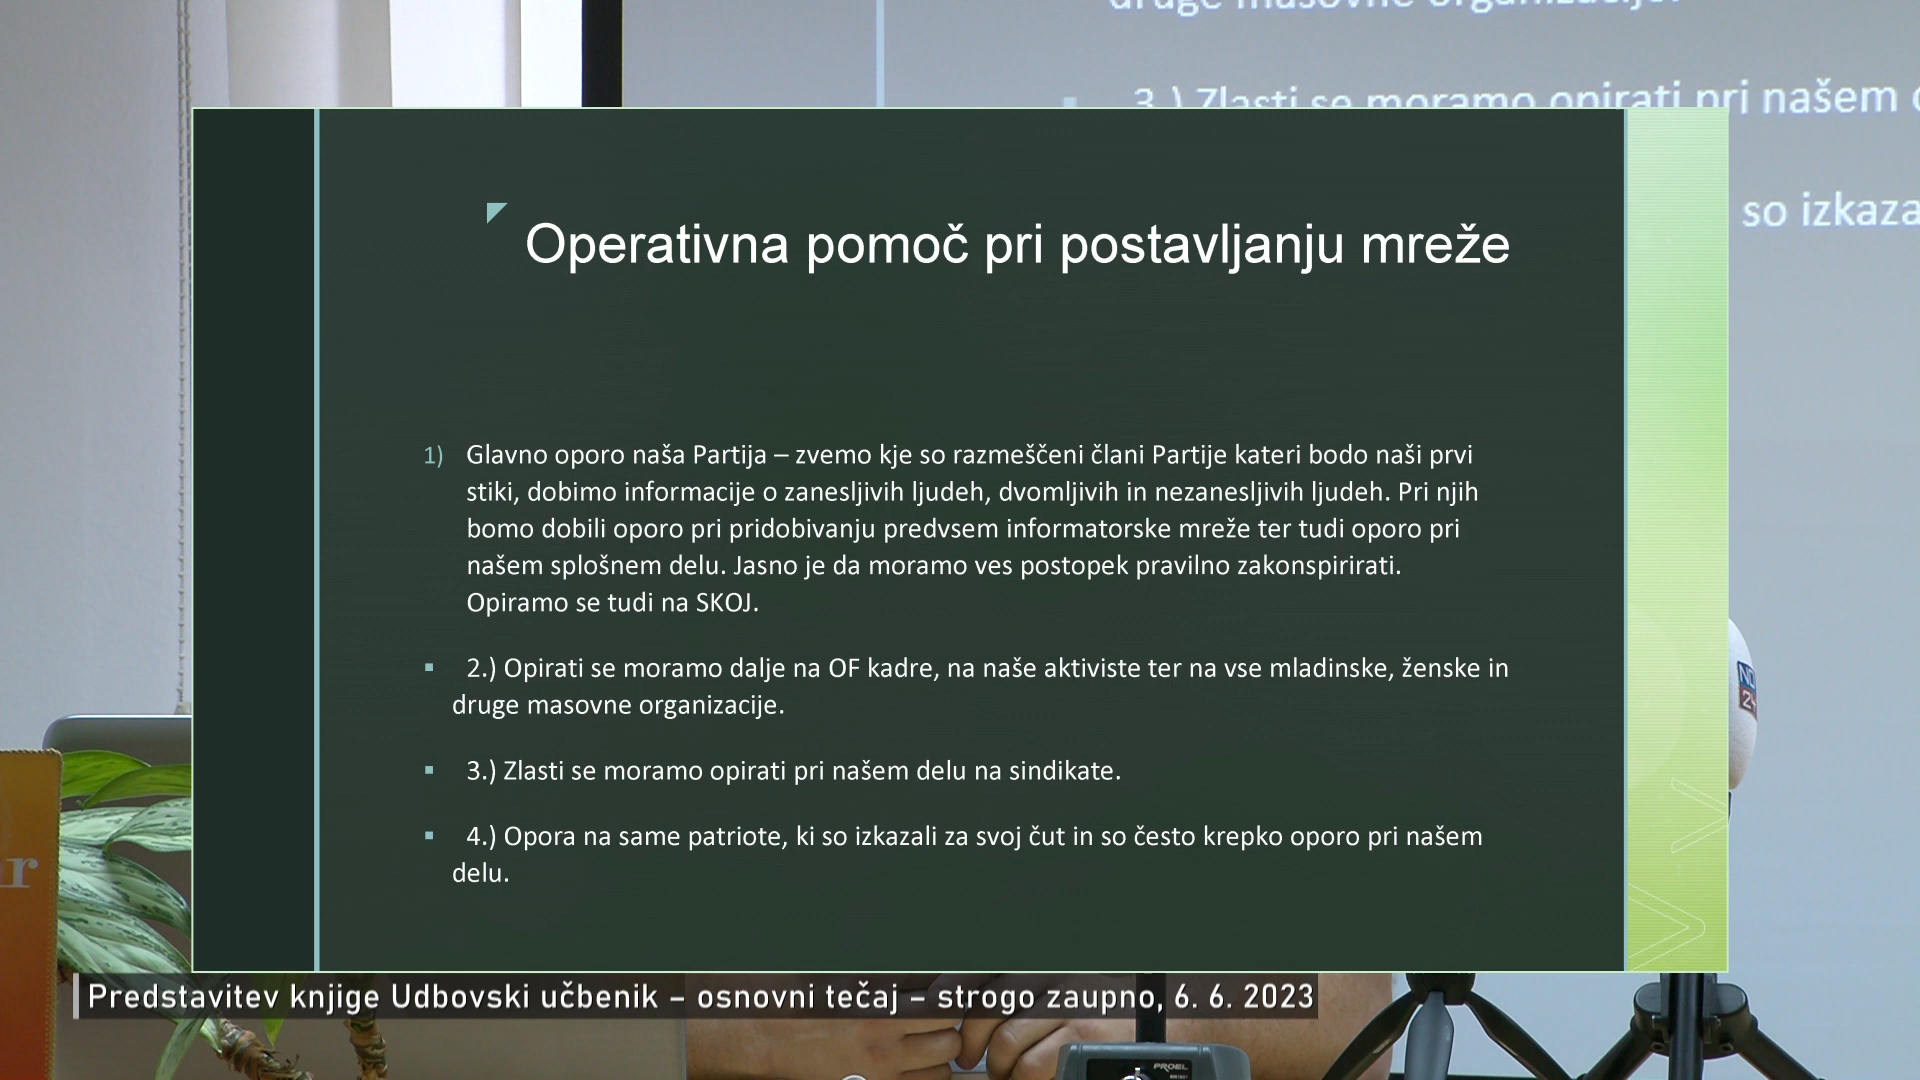 druge masovne organizacije.
3.) Zlasti se moramo opirati pri našem
so izkaza
Operativna pomoč pri postavljanju mreže
1) Glavno oporo naša Partija – zvemo kje so razmeščeni člani Partije kateri bodo naši prvi
stiki, dobimo informacije o zanesljivih ljudeh, dvomljivih in nezanesljivih ljudeh. Pri njih
bomo dobili oporo pri pridobivanju predvsem informatorske mreže ter tudi oporo pri
našem splošnem delu. Jasno je da moramo ves postopek pravilno zakonspirirati.
Opiramo se tudi na SKOJ.
▪ 2.) Opirati se moramo dalje na OF kadre, na naše aktiviste ter na vse mladinske, ženske in
druge masovne organizacije.
▪ 3.) Zlasti se moramo opirati pri našem delu na sindikate.
▪ 4.) Opora na same patriote, ki so izkazali za svoj čut in so često krepko oporo pri našem
delu.
Predstavitev knjige Udbovski učbenik – osnovni tečaj – strogo zaupno, 6. 6. 2023
PROEL